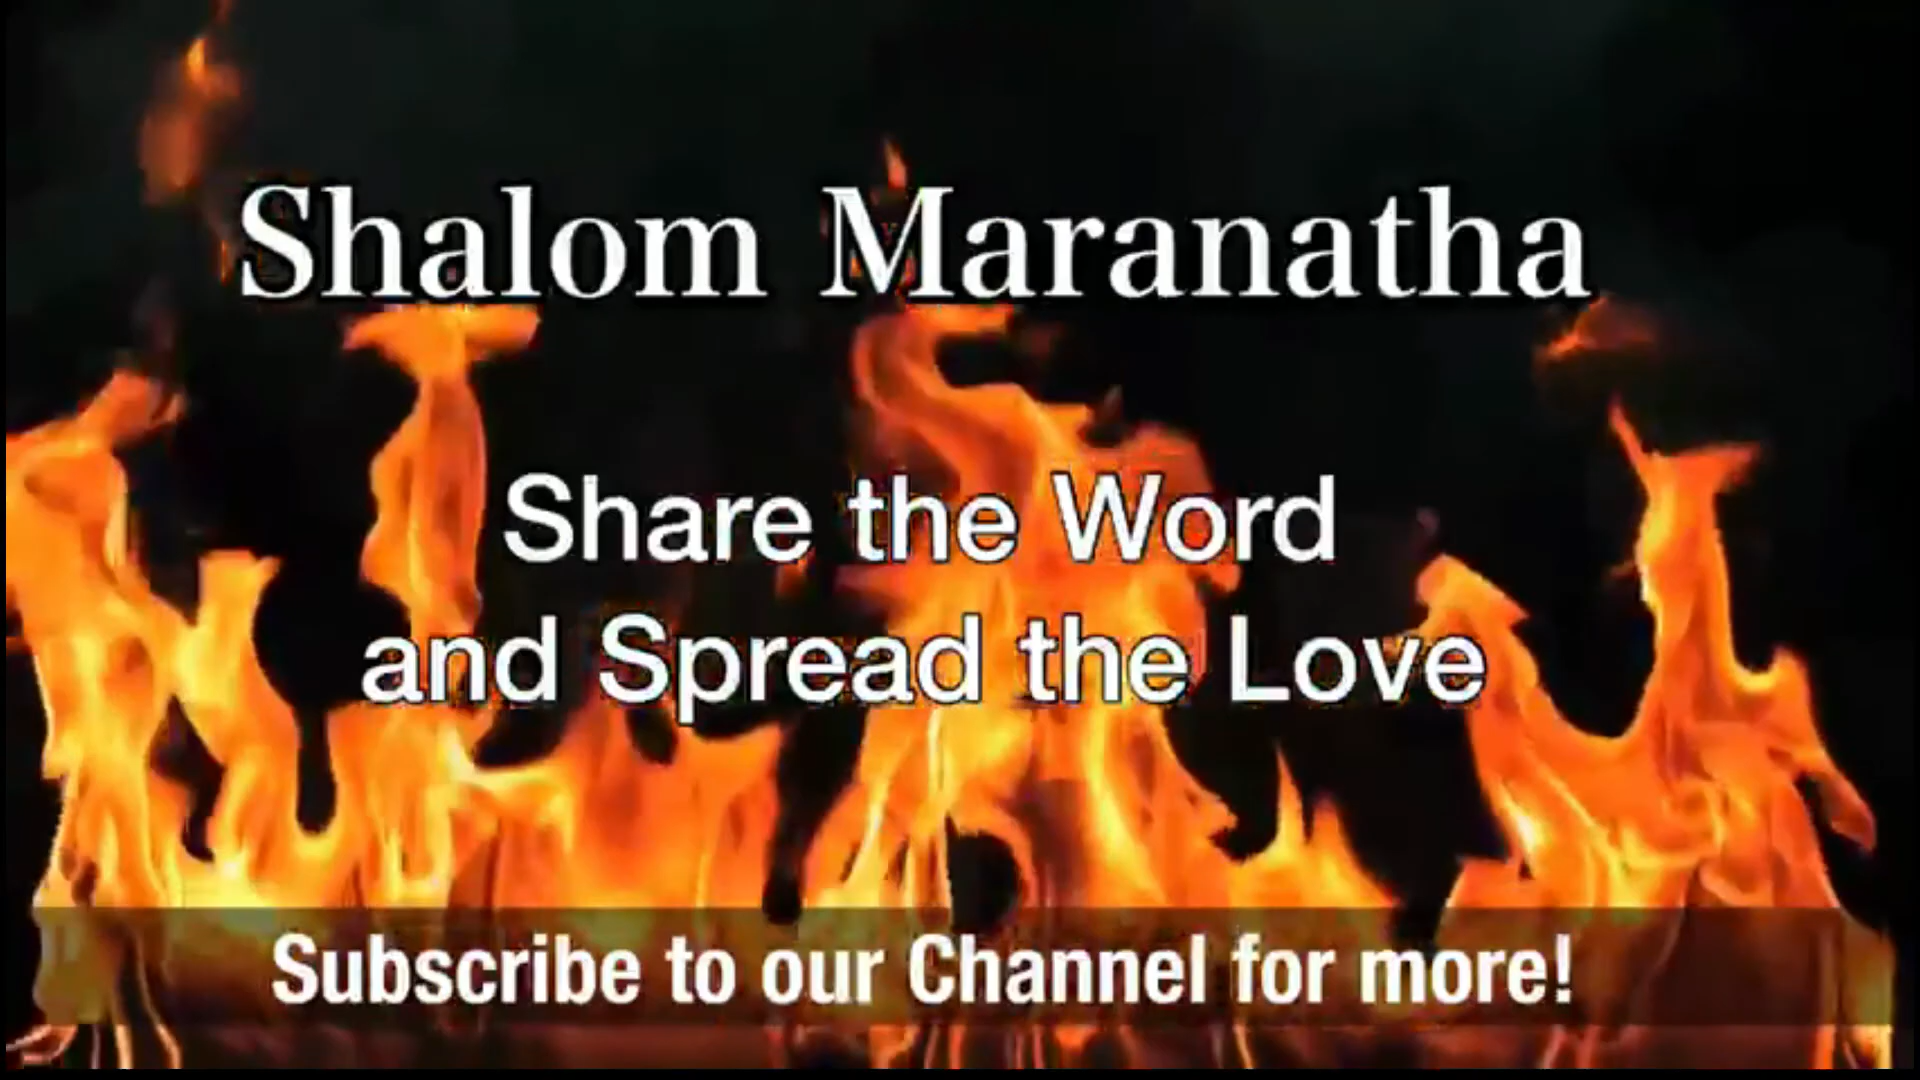 Shalom Maranatha
Share the Word
and Spread the Love
Subscribe to our Channel for more!